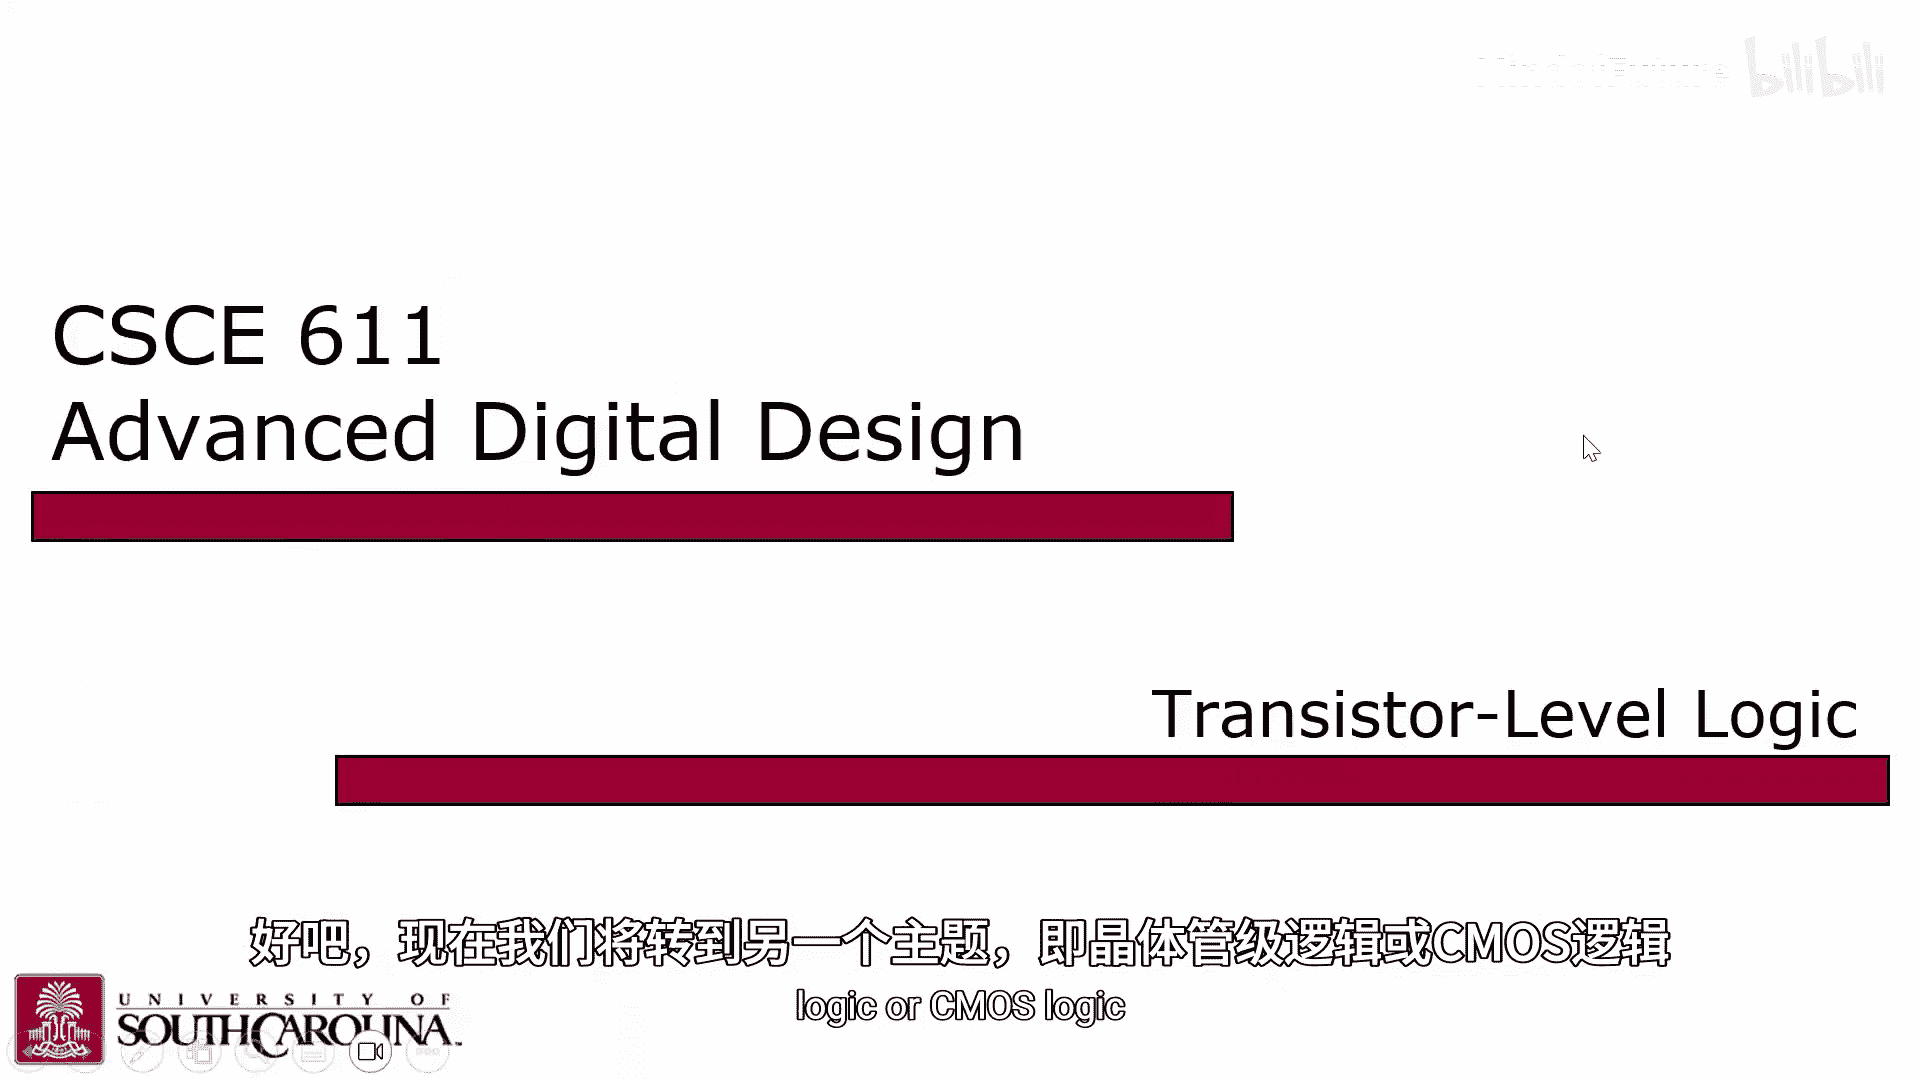 bilibili
CSCE 611
Advanced Digital Design
Transistor-Level Logic
好吧，现在我们将转到另一个主题，即晶体管级逻辑或CMOS逻辑
logic or CMOS logic
UNIVERSITY OF
SOUTH CAROLINA